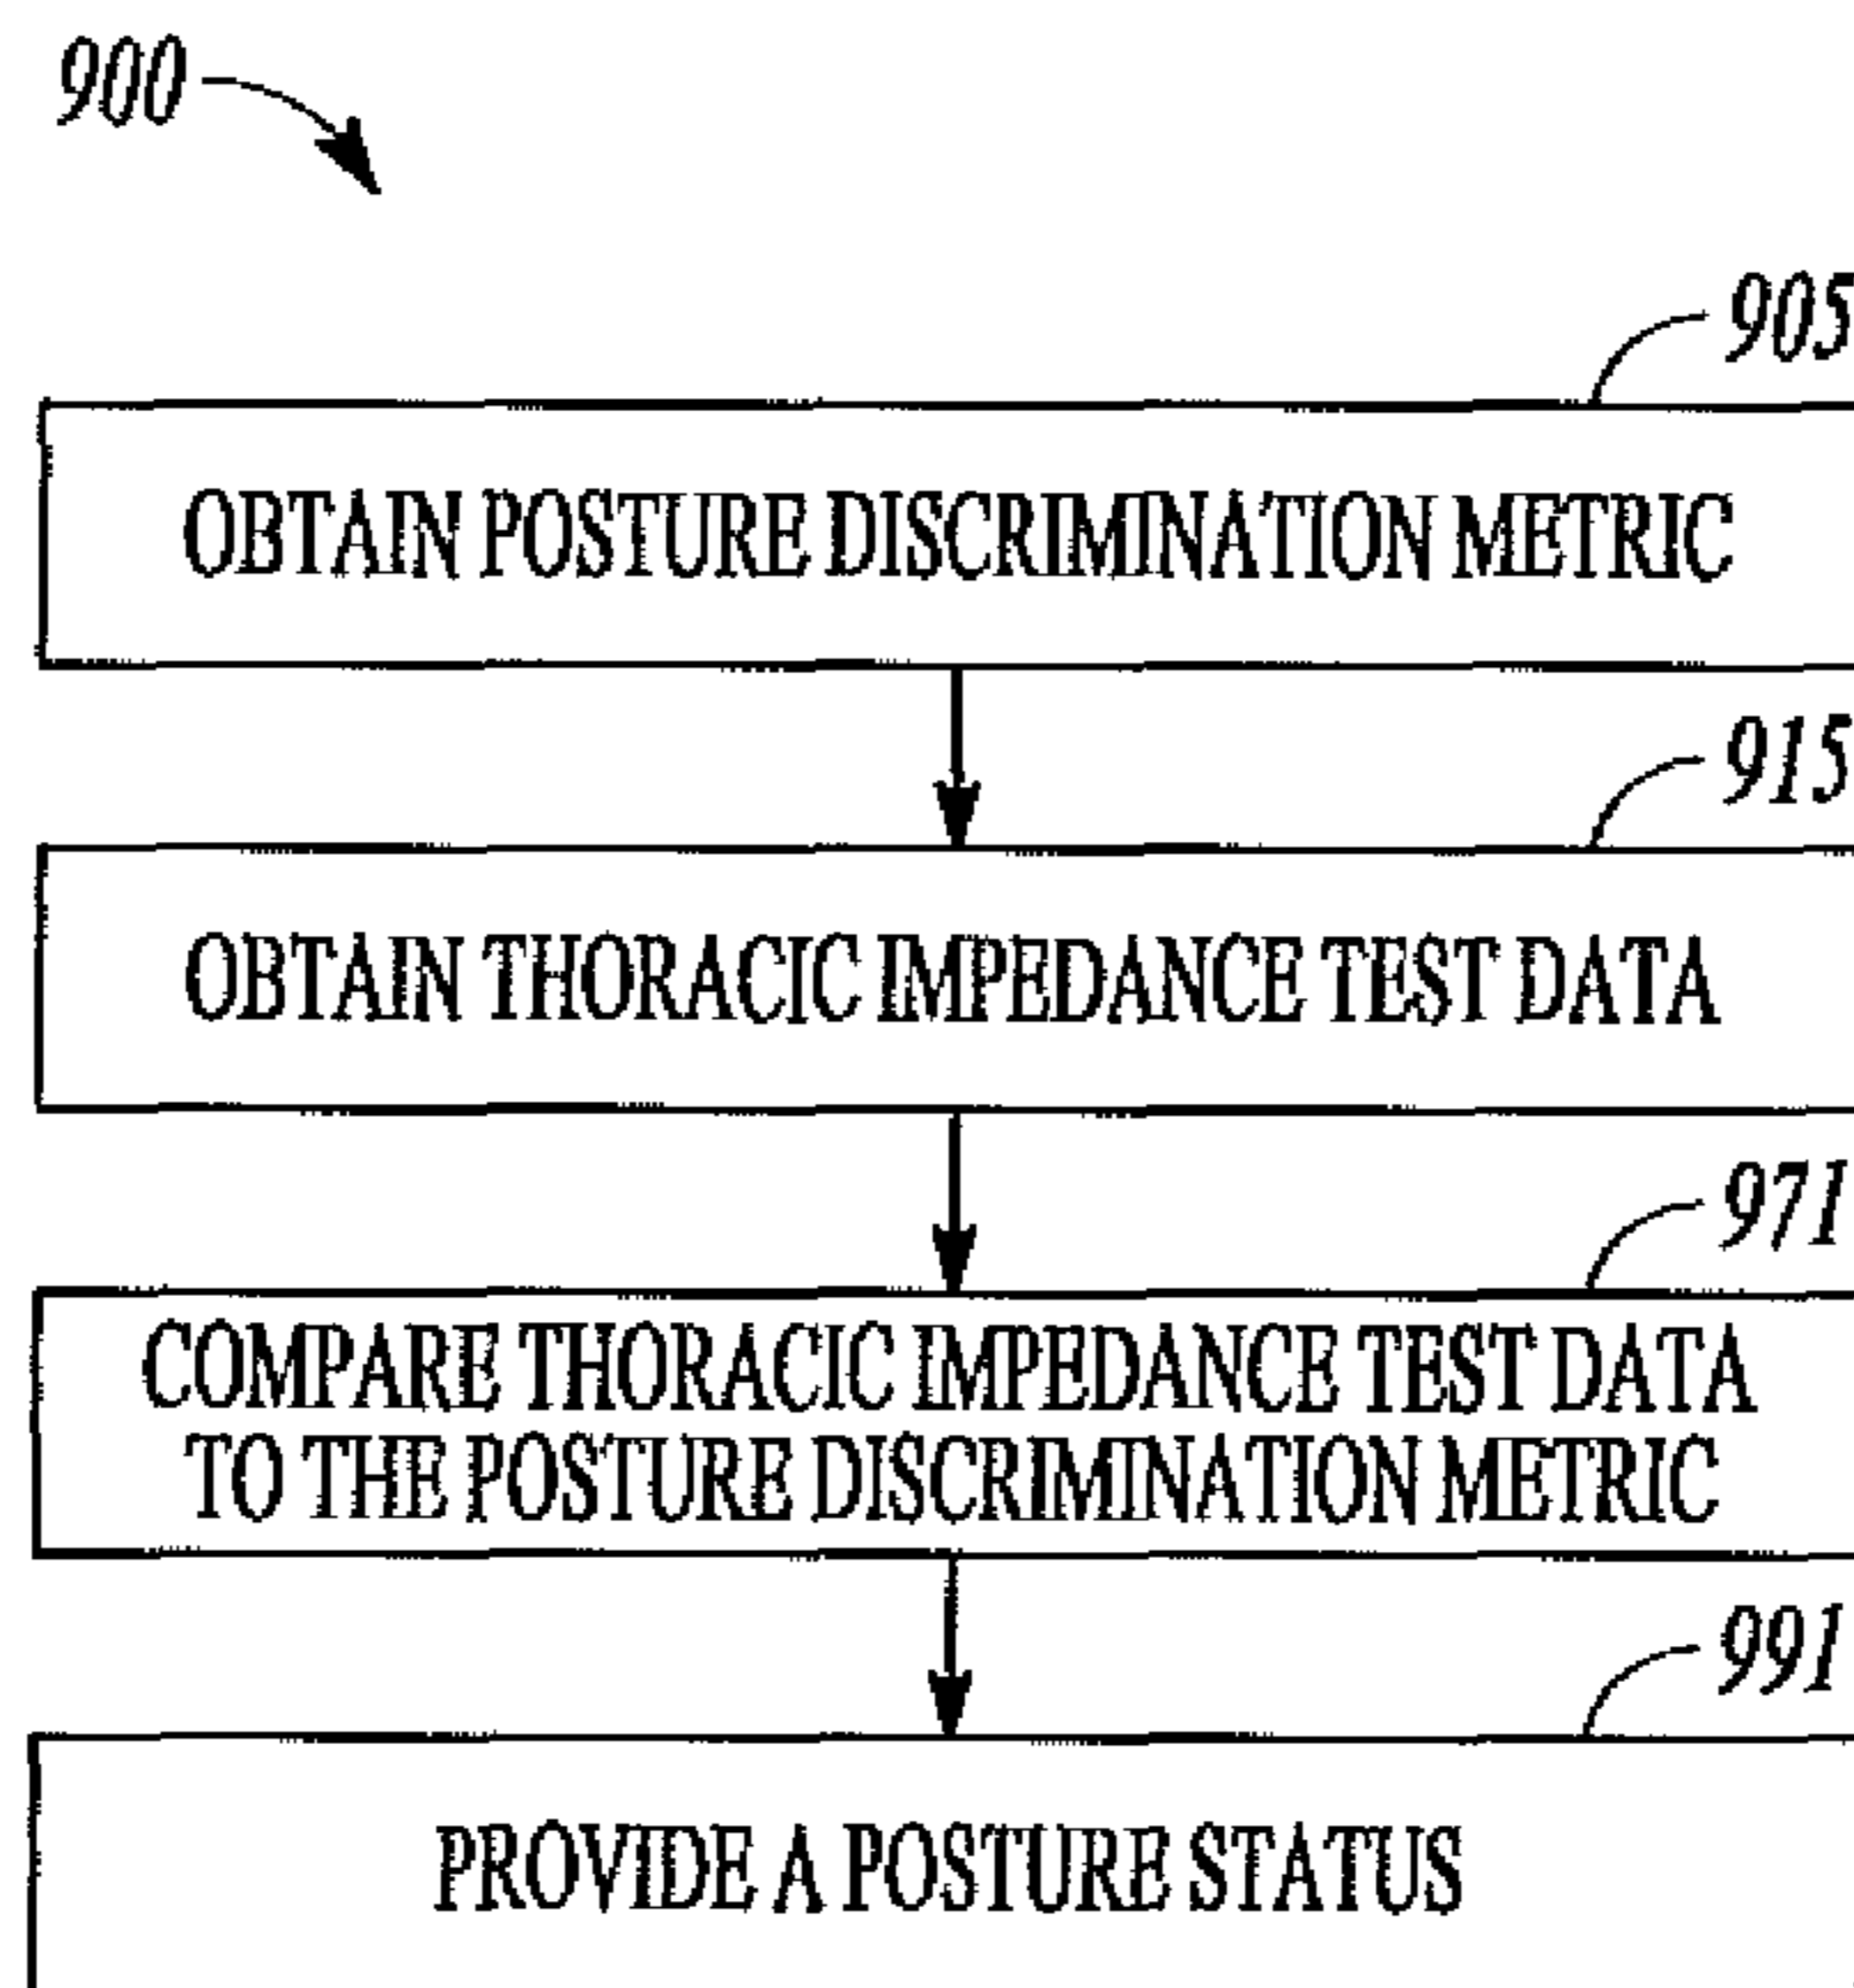 900
905
OBTAIN POSTURE DISCRIMINATION METRIC
915
OBTAIN THORACIC IMPEDANCE TEST DATA
971
COMPARE THORACIC IMPEDANCE TEST DATA
TO THE POSTURE DISCRIMINATION METRIC
991
PROVIDE A POSTURE STATUS